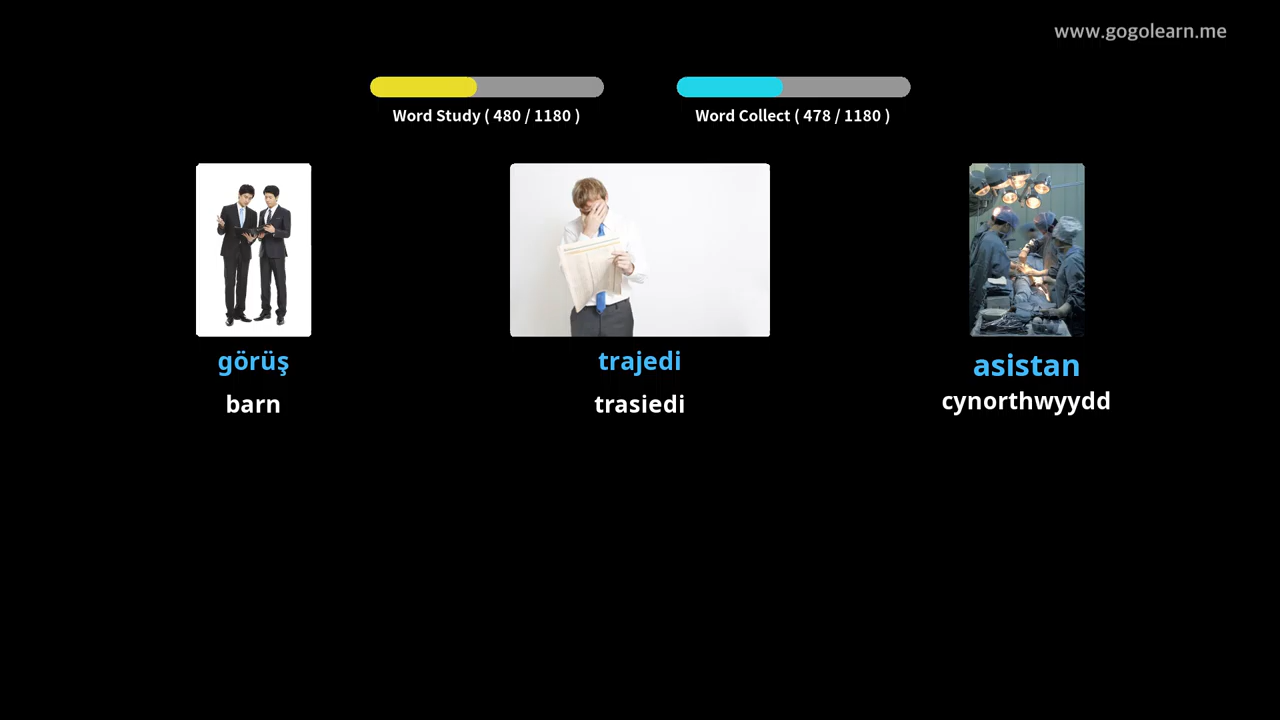 www.gogolearn.me
Word Study ( 480 / 1180 )
Word Collect ( 478 / 1180 )
görüş
barn
trajedi
trasiedi
asistan
cynorthwyydd